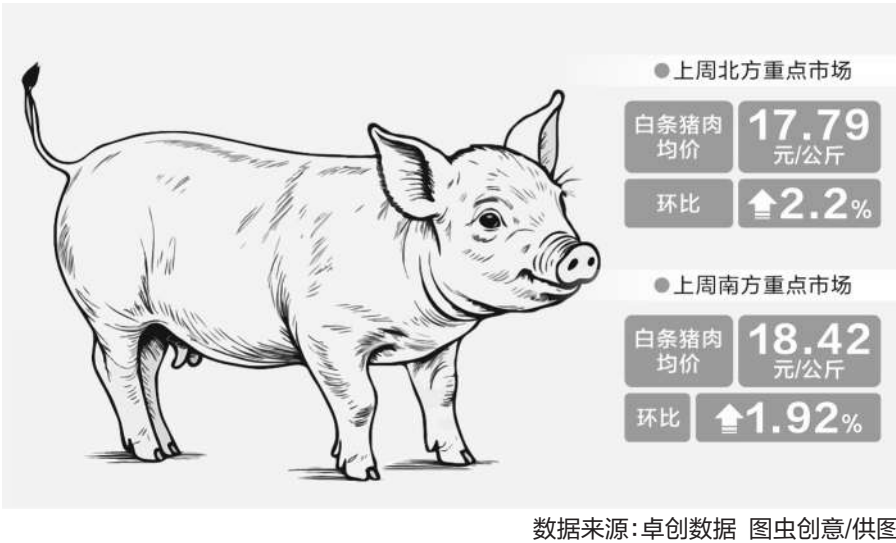 ●上周北方重点市场
白条猪肉
均价
17.79
元/公斤
环比
2.2%
●上周南方重点市场
白条猪肉
均价
18.42
元/公斤
环比
1.92%
数据来源:卓创数据 图虫创意/供图